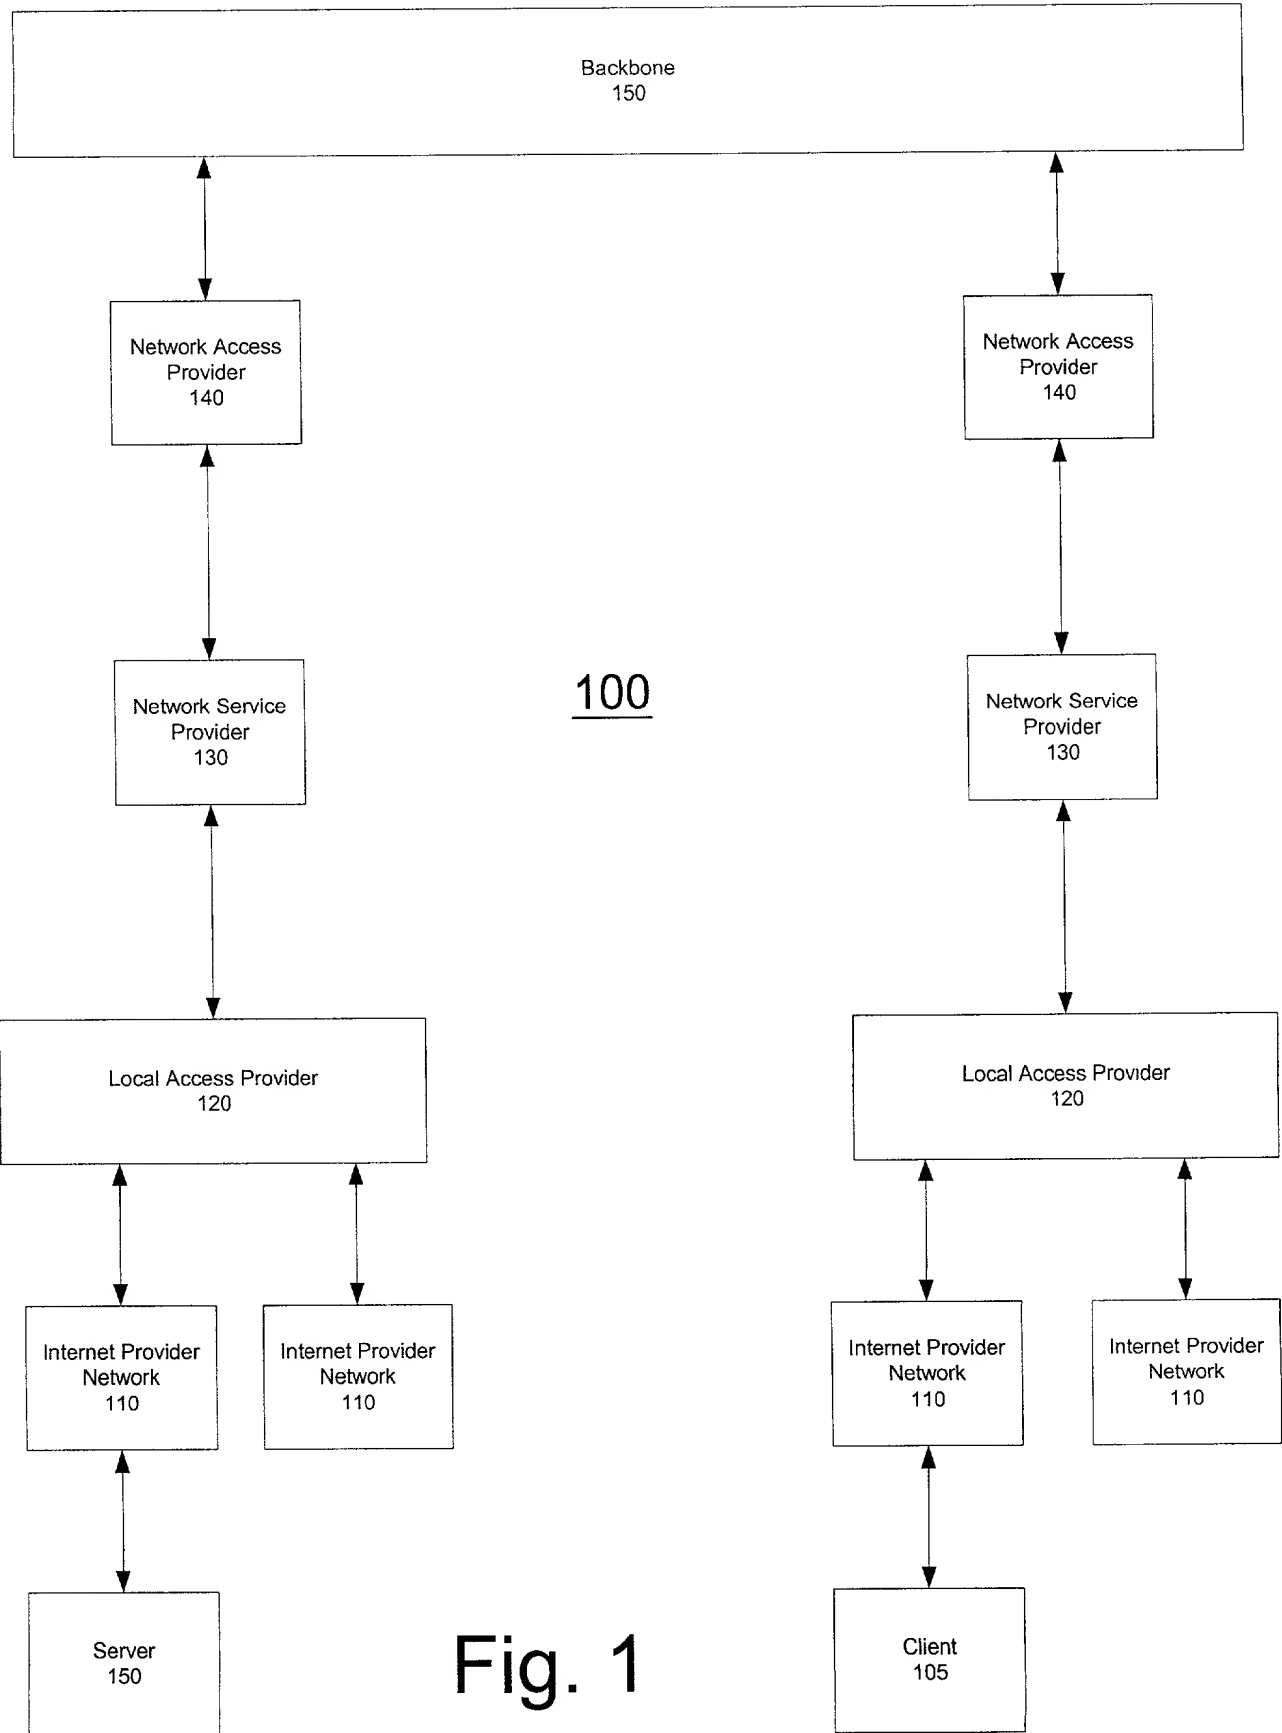 Backbone
150
Network Access
Provider
140
Network Access
Provider
140
Network Service
Provider
130
100
Network Service
Provider
130
Local Access Provider
120
Local Access Provider
120
Internet Provider
Network
110
Internet Provider
Network
110
Internet Provider
Network
110
Internet Provider
Network
110
Server
150
Fig. 1
Client
105